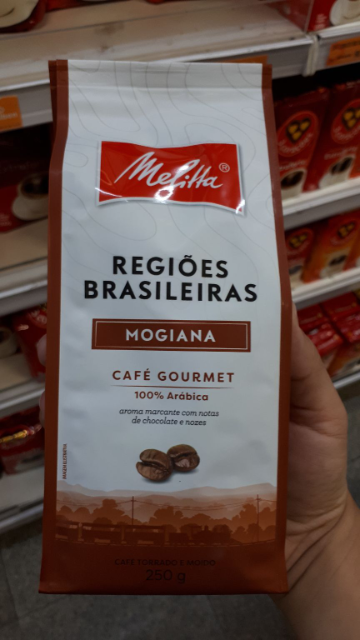 Melitta®
REGIÕES
BRASILEIRAS
MOGIANA
CAFÉ GOURMET
100% Arábica
aroma marcante com notas
de chocolate e nozes
CAFÉ TORRADO E MOÍDO
250 g